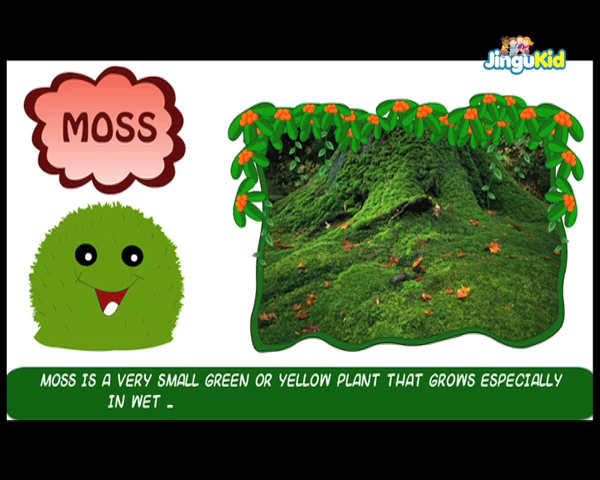 JinguKid
MOSS
MOSS IS A VERY SMALL GREEN OR YELLOW PLANT THAT GROWS ESPECIALLY
IN WET _